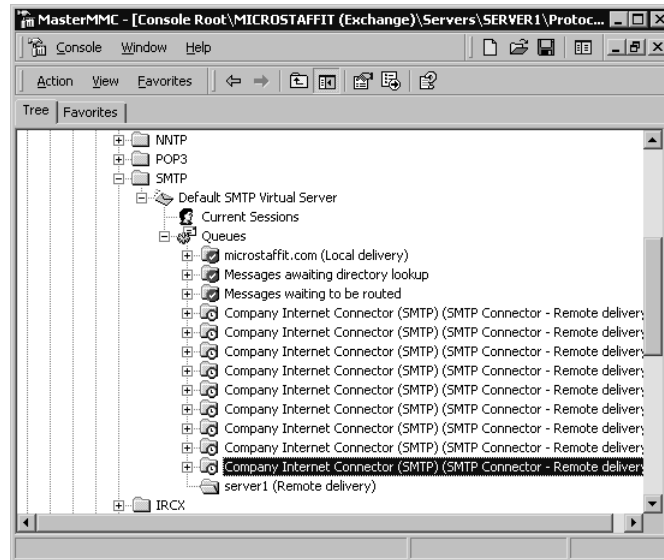 MasterMMC - [Console Root\MICROSTAFFIT (Exchange)\Servers\SERVER1\Protoc...
Console Window Help
Action View Favorites
Tree Favorites
NNTP
POP3
SMTP
Default SMTP Virtual Server
Current Sessions
Queues
microstaffit.com (Local delivery)
Messages awaiting directory lookup
Messages waiting to be routed
Company Internet Connector (SMTP) (SMTP Connector - Remote delivery
Company Internet Connector (SMTP) (SMTP Connector - Remote delivery
Company Internet Connector (SMTP) (SMTP Connector - Remote delivery
Company Internet Connector (SMTP) (SMTP Connector - Remote delivery
Company Internet Connector (SMTP) (SMTP Connector - Remote delivery
Company Internet Connector (SMTP) (SMTP Connector - Remote delivery
Company Internet Connector (SMTP) (SMTP Connector - Remote delivery
Company Internet Connector (SMTP) (SMTP Connector - Remote delivery
Company Internet Connector (SMTP) (SMTP Connector - Remote delivery
server1 (Remote delivery)
IRCX